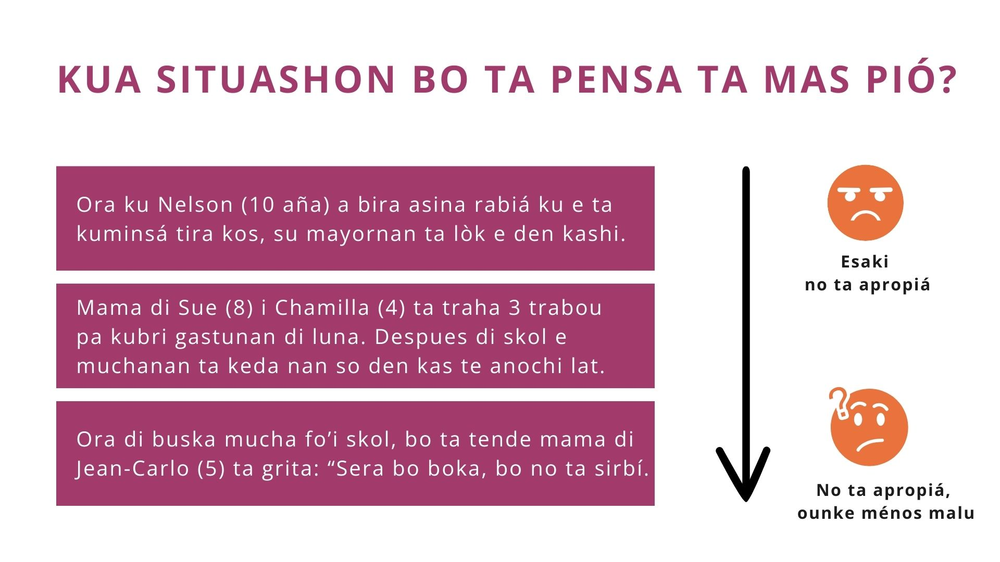 KUA SITUASHON BO TA PENSA TA MAS PIÓ?
Ora ku Nelson (10 aña) a bira asina rabiá ku e ta
kuminsá tira kos, su mayornan ta lòk e den kashi.
Mama di Sue (8) i Chamilla (4) ta traha 3 trabou
pa kubri gastunan di luna. Despues di skol e
muchanan ta keda nan so den kas te anochi lat.
Ora di buska mucha fo’i skol, bo ta tende mama di
Jean-Carlo (5) ta grita: “Sera bo boka, bo no ta sirbí.
Esaki
no ta apropiá
?
No ta apropiá,
ounke ménos malu